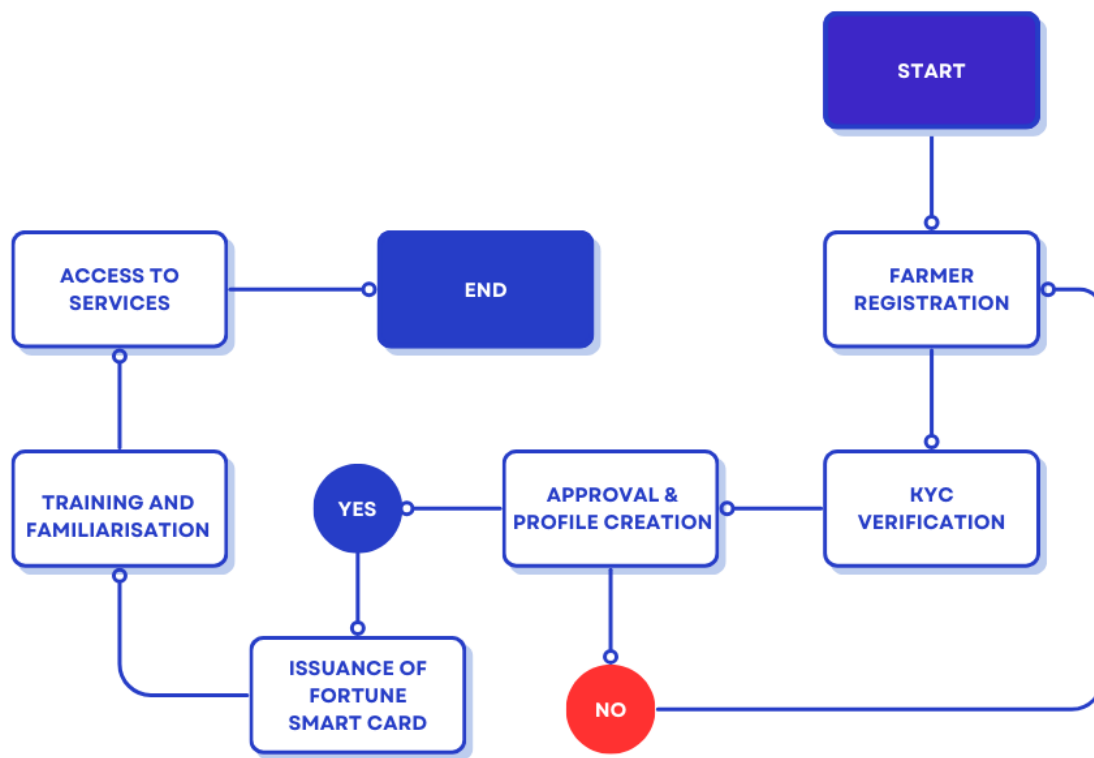 START
FARMER
REGISTRATION
KYC
VERIFICATION
APPROVAL &
PROFILE CREATION
YES
NO
ISSUANCE OF
FORTUNE
SMART CARD
TRAINING AND
FAMILIARISATION
ACCESS TO
SERVICES
END